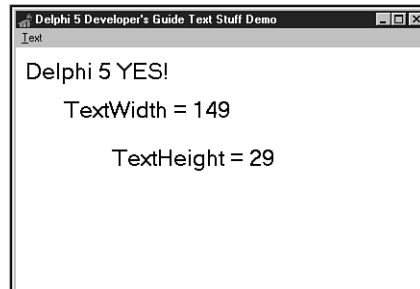 Delphi 5 Developer's Guide Text Stuff Demo
Text
Delphi 5 YES!
TextWidth = 149
TextHeight = 29